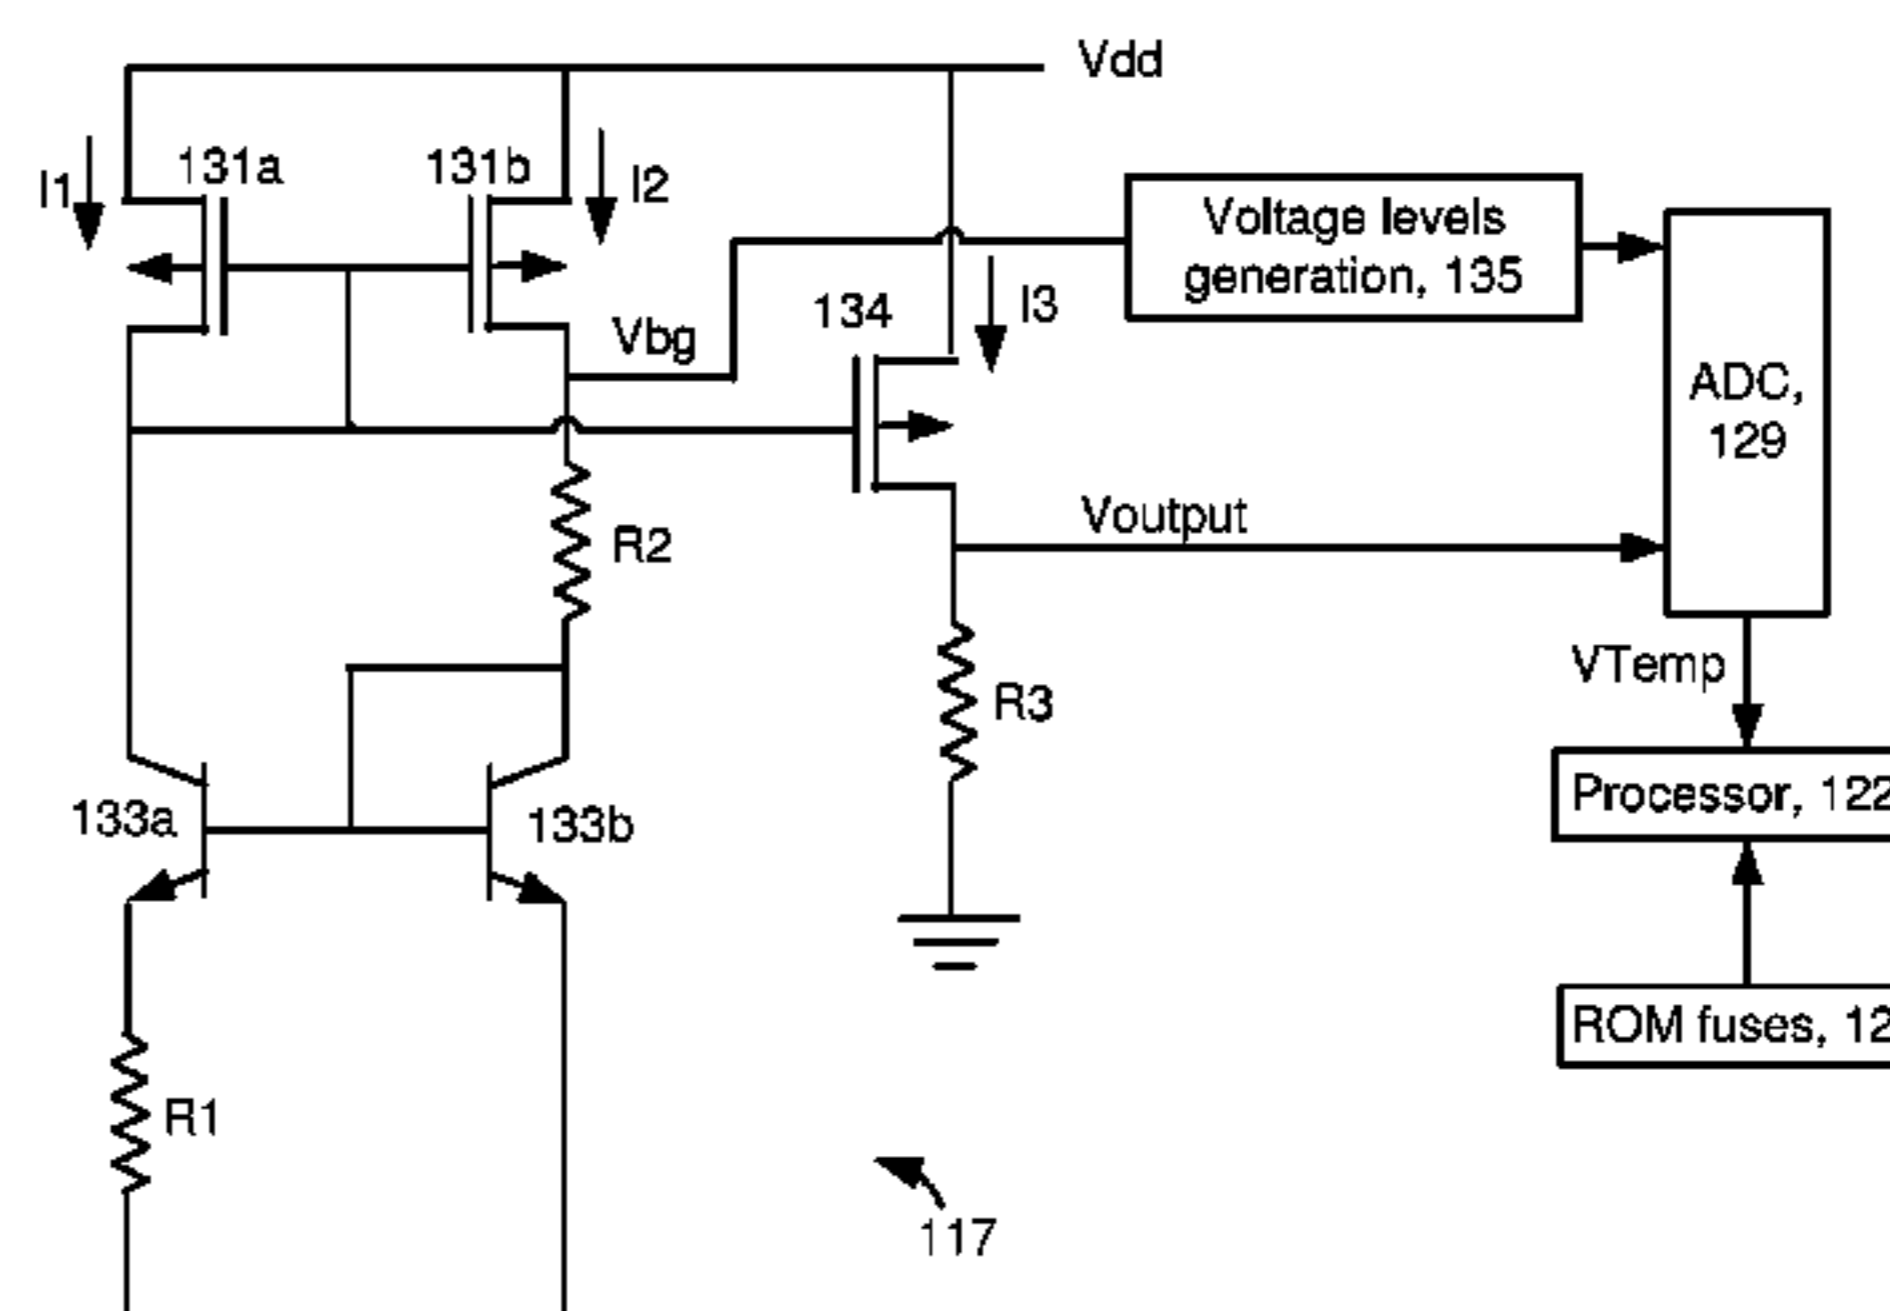 Vdd
I1
131a
131b
I2
Voltage levels
generation, 135
134
I3
Vbg
ADC,
129
Voutput
R2
VTemp
R3
Processor, 122
133a
133b
ROM fuses, 12
R1
117